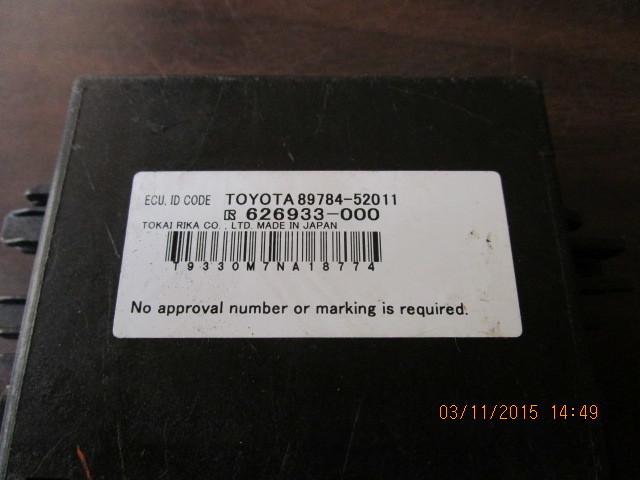 ECU. ID CODE TOYOTA 89784-52011
R 626933-000
TOKAI RIKA CO., LTD. MADE IN JAPAN
T9330M7NA18774
No approval number or marking is required.
03/11/2015 14:49